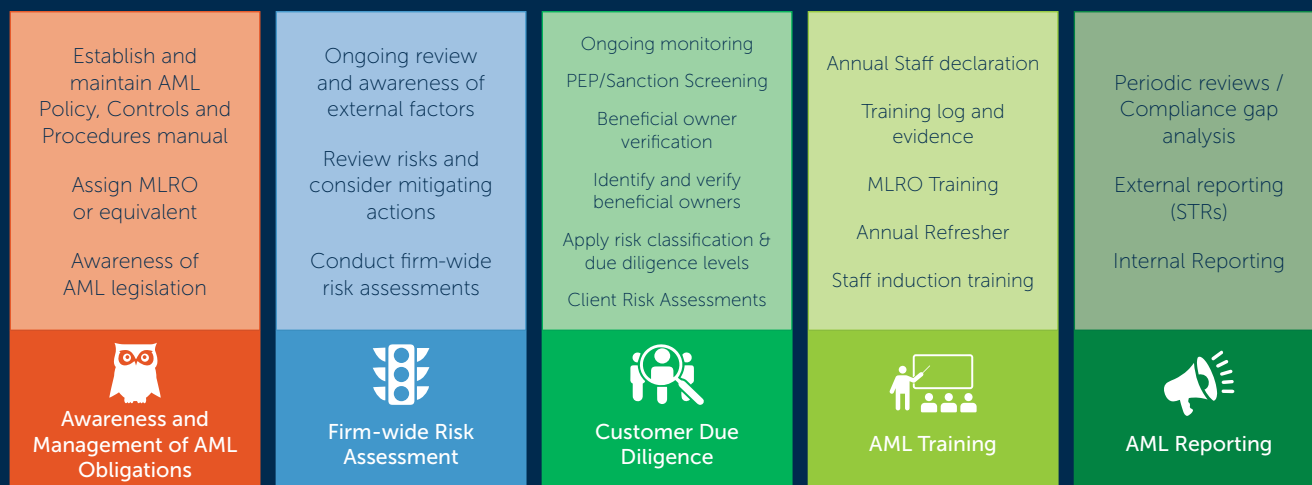 Establish and
maintain AML
Policy, Controls and
Procedures manual
Assign MLRO
or equivalent
Awareness of
AML legislation
Awareness and
Management of AML
Obligations
Ongoing review
and awareness of
external factors
Review risks and
consider mitigating
actions
Conduct firm-wide
risk assessments
Firm-wide Risk
Assessment
Ongoing monitoring
PEP/Sanction Screening
Beneficial owner
verification
Identify and verify
beneficial owners
Apply risk classification &
due diligence levels
Client Risk Assessments
Customer Due
Diligence
Annual Staff declaration
Training log and
evidence
MLRO Training
Annual Refresher
Staff induction training
AML Training
Periodic reviews /
Compliance gap
analysis
External reporting
(STRs)
Internal Reporting
AML Reporting